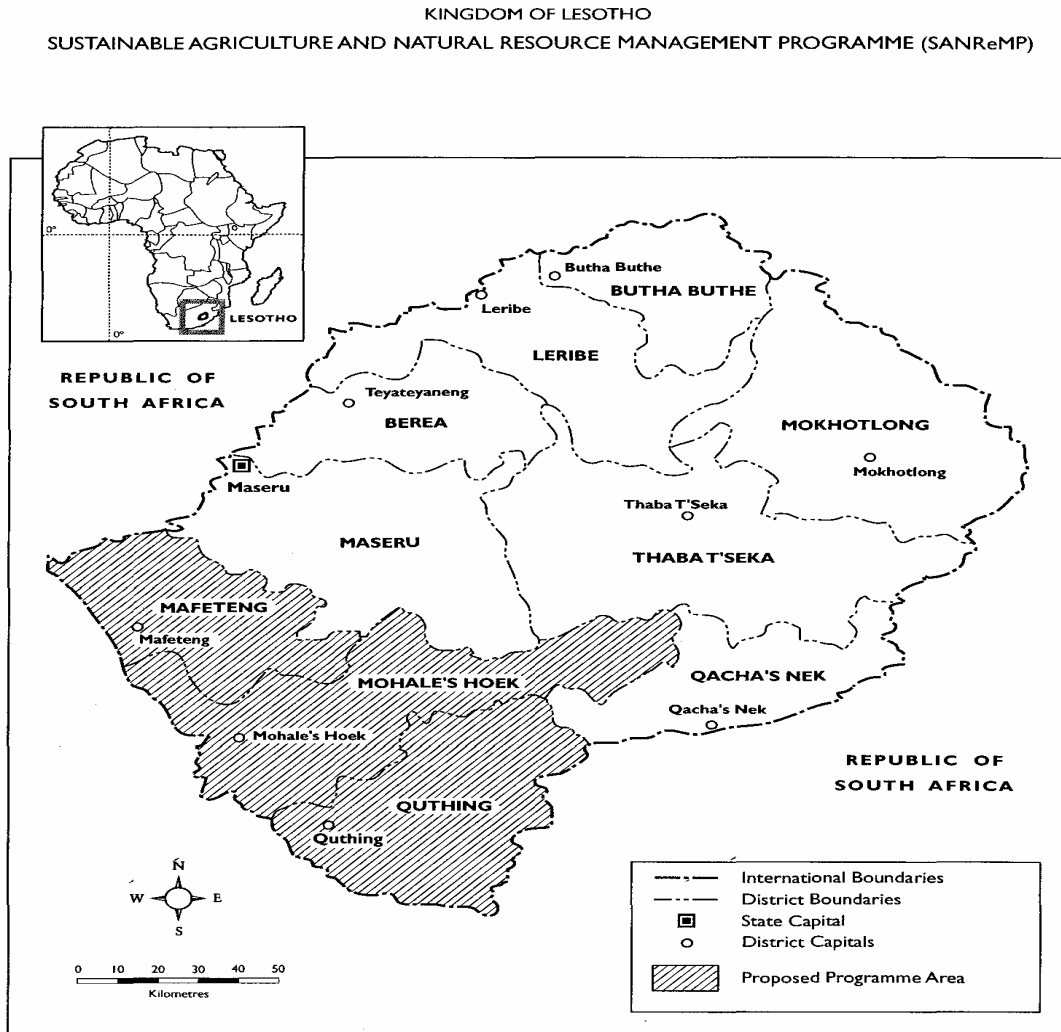 KINGDOM OF LESOTHO
SUSTAINABLE AGRICULTURE AND NATURAL RESOURCE MANAGEMENT PROGRAMME (SANReMP)
0°
0°
LESOTHO
REPUBLIC OF
SOUTH AFRICA
Butha Buthe
BUTHA BUTHE
Leribe
LERIBE
Teyateyaneng
BEREA
MOKHOTLONG
Mokhotlong
Maseru
Thaba T'Seka
MASERU
THABA T'SEKA
MAFETENG
Mafeteng
MOHALE'S HOEK
QACHA'S NEK
Qacha's Nek
Mohale's Hoek
REPUBLIC OF
SOUTH AFRICA
QUTHING
Quthing
N
W E
S
0 10 20 30 40 50
Kilometres
International Boundaries
District Boundaries
State Capital
District Capitals
Proposed Programme Area